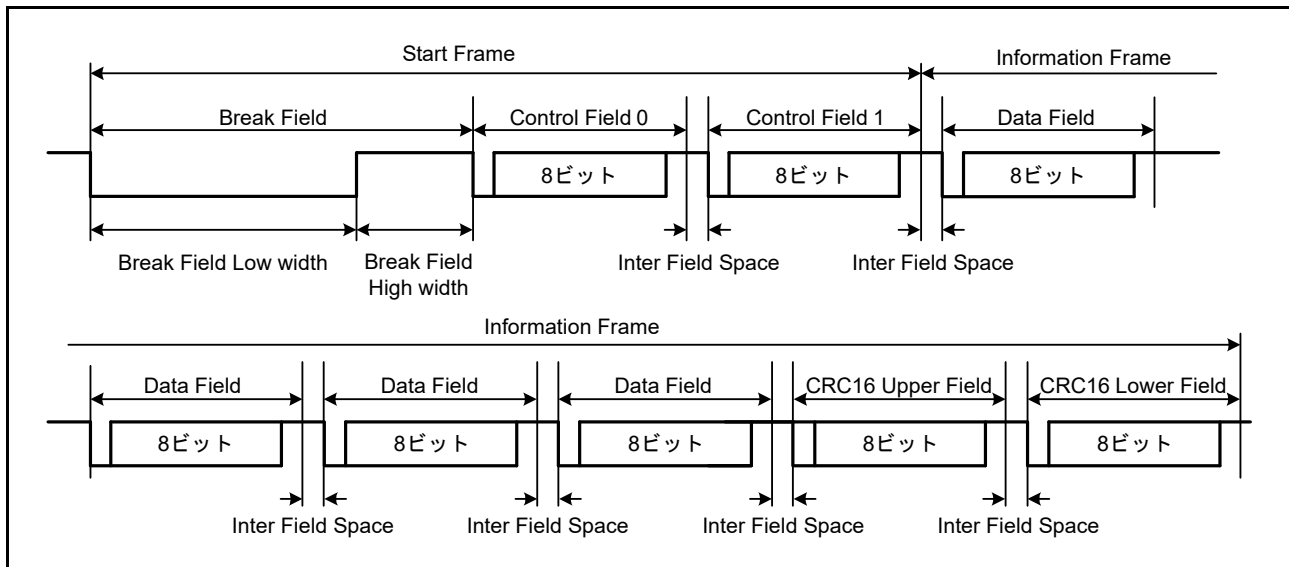 Start Frame
Information Frame
Break Field
Control Field 0
Control Field 1
Data Field
8ビット
8ビット
8ビット
Break Field Low width
Break Field
High width
Inter Field Space
Inter Field Space
Information Frame
Data Field
Data Field
Data Field
CRC16 Upper Field
CRC16 Lower Field
8ビット
8ビット
8ビット
8ビット
8ビット
Inter Field Space
Inter Field Space
Inter Field Space
Inter Field Space